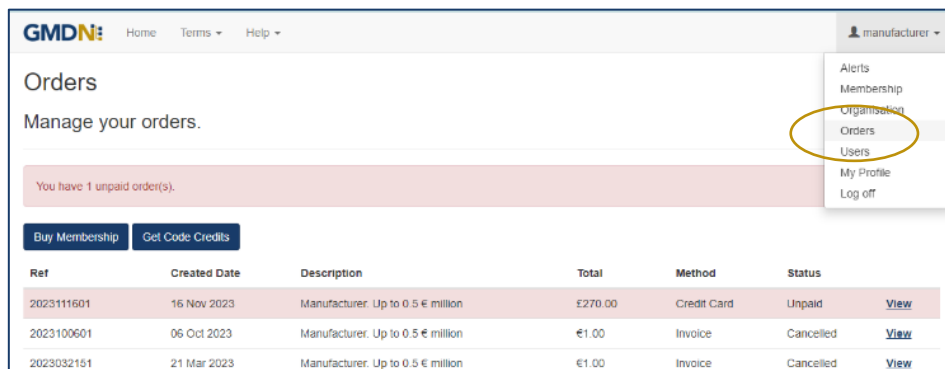 GMDN Home Terms Help manufacturer
Alerts
Membership
Organisation
Orders
Users
My Profile
Log off
Orders
Manage your orders.
You have 1 unpaid order(s).
Buy Membership Get Code Credits
Ref Created Date Description Total Method Status
2023111601 16 Nov 2023 Manufacturer. Up to 0.5 € million £270.00 Credit Card Unpaid View
2023100601 06 Oct 2023 Manufacturer. Up to 0.5 € million €1.00 Invoice Cancelled View
2023032151 21 Mar 2023 Manufacturer. Up to 0.5 € million €1.00 Invoice Cancelled View